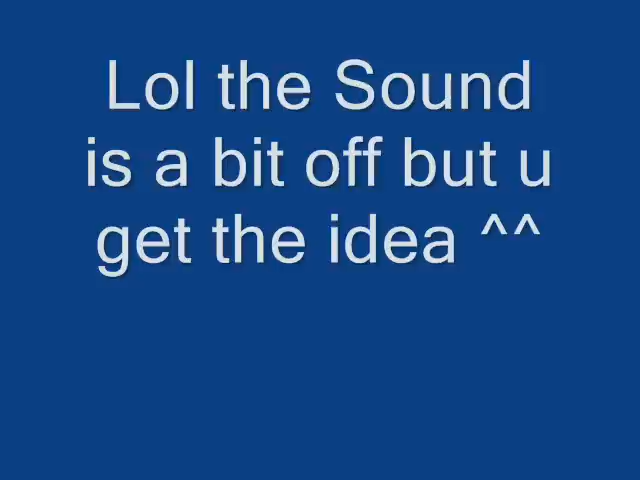 Lol the Sound
is a bit off but u
get the idea ^^